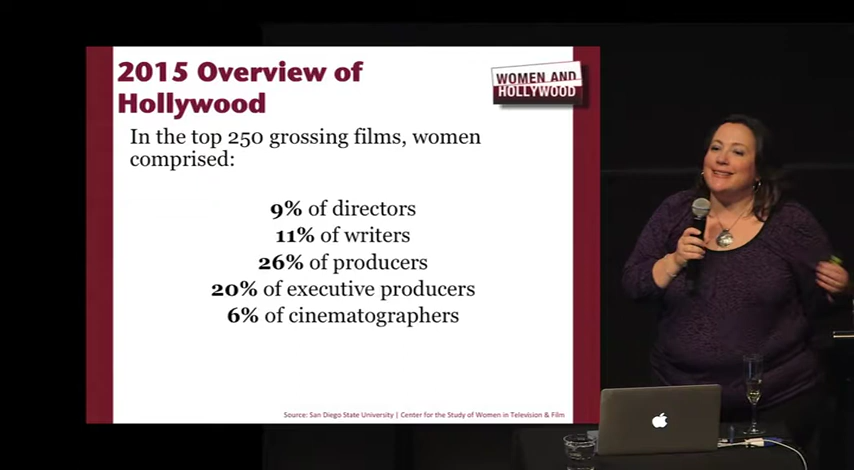 2015 Overview of
Hollywood
WOMEN AND
HOLLYWOOD
In the top 250 grossing films, women
comprised:
9% of directors
11% of writers
26% of producers
20% of executive producers
6% of cinematographers
Source: San Diego State University | Center for the Study of Women in Television & Film